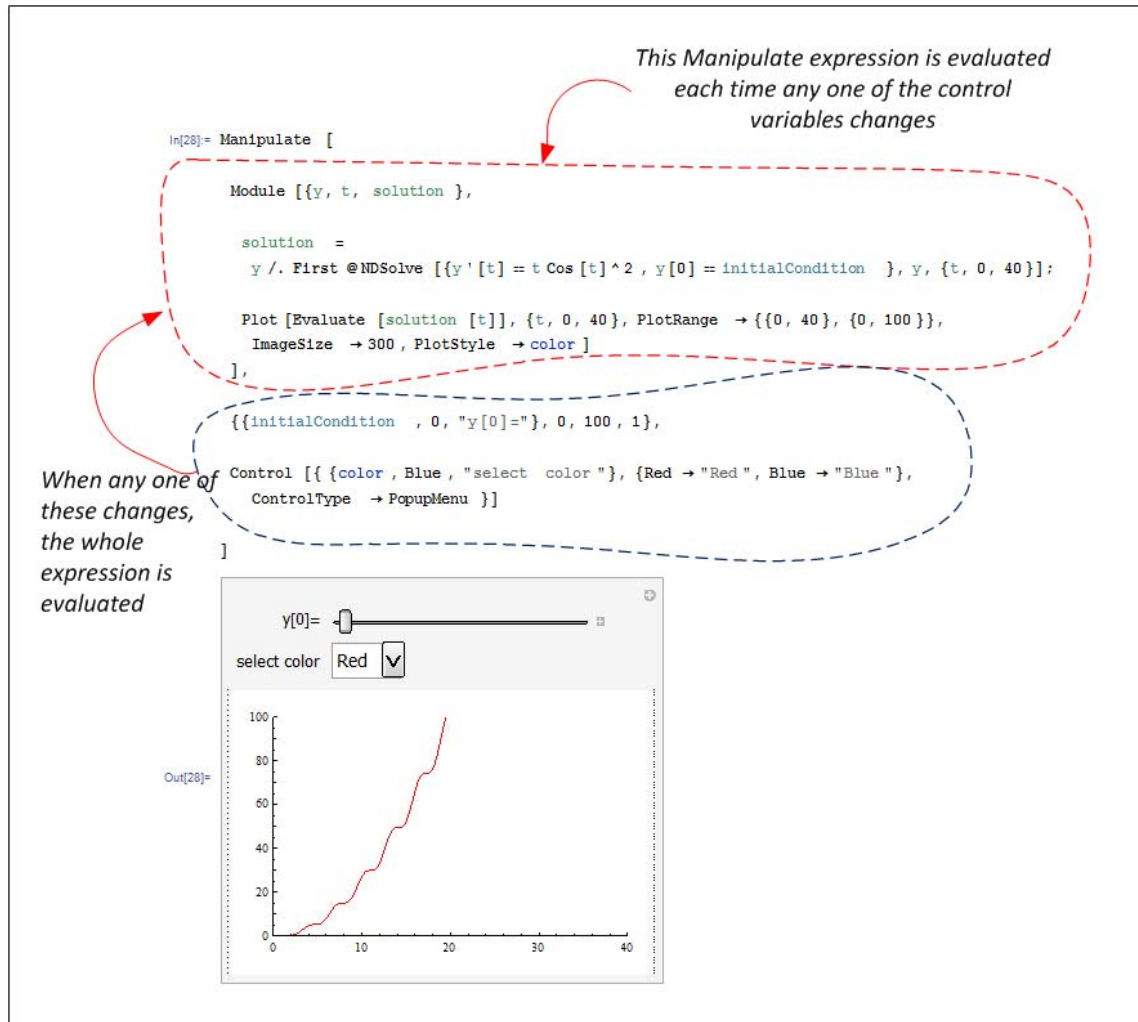 This Manipulate expression is evaluated
each time any one of the control
variables changes
In[28]:= Manipulate [
Module [{y, t, solution },
solution =
y /. First @ NDSolve [{y ' [t] == t Cos [t] ^ 2 , y [0] == initialCondition }, y, {t, 0, 40 }];
Plot [Evaluate [solution [t]], {t, 0, 40 }, PlotRange → {{0, 40 }, {0, 100 }},
ImageSize → 300 , PlotStyle → color ]
],
{{initialCondition , 0, "y[0]="}, 0, 100 , 1},
Control [{ {color , Blue , "select color "}, {Red → "Red ", Blue → "Blue "},
ControlType → PopupMenu }]
]
When any one of
these changes,
the whole
expression is
evaluated
y[0]=
select color Red
Out[28]=
100
80
60
40
20
0
0 10 20 30 40